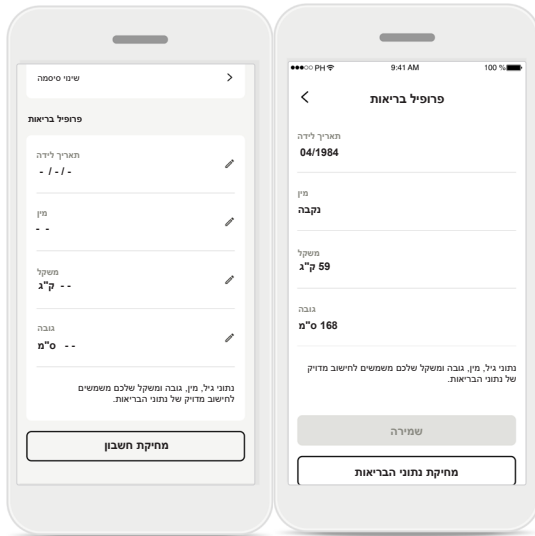 שינוי סיסמה
פרופיל בריאות
תאריך לידה
- / - / -
מין
- -
משקל
- - ק"ג
גובה
- - ס"מ
נתוני גיל, מין, גובה ומשקל שלכם משמשים
לחישוב מדויק של נתוני הבריאות.
מחיקת חשבון
PH 9:41 AM 100 %
פרופיל בריאות
תאריך לידה
04/1984
מין
נקבה
משקל
59 ק"ג
גובה
168 ס"מ
נתוני גיל, מין, גובה ומשקל שלכם משמשים לחישוב מדויק
של נתוני הבריאות.
שמירה
מחיקת נתוני הבריאות